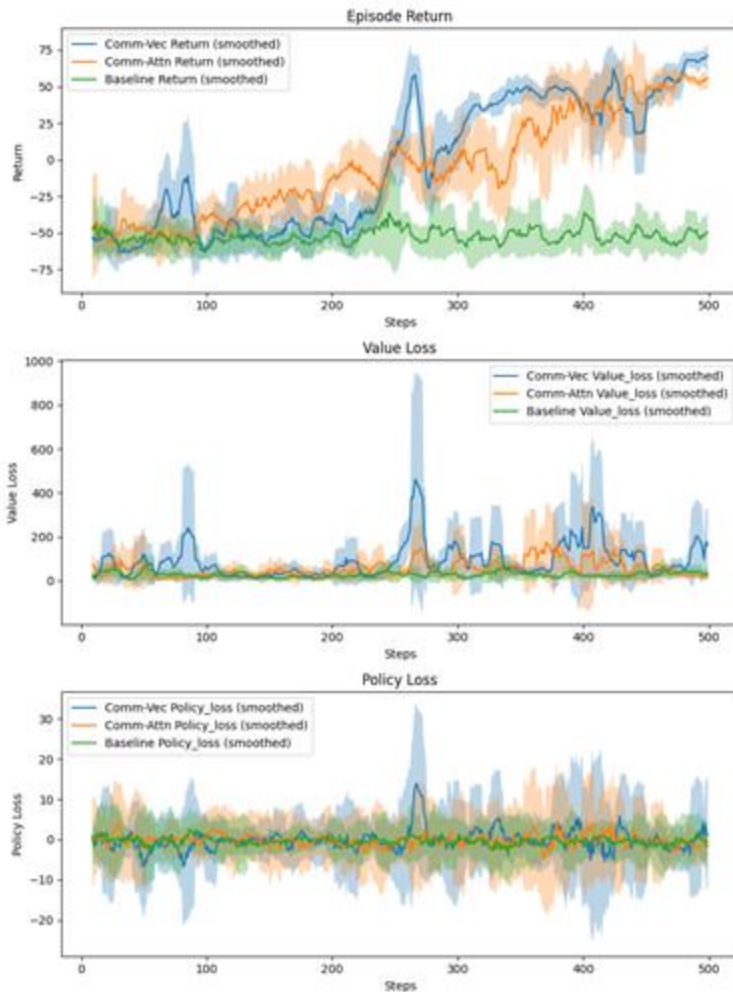 Episode Return
Comm-Vec Return (smoothed)
Comm-Attn Return (smoothed)
Baseline Return (smoothed)
Return
75
50
25
0
−25
−50
−75
0 100 200 300 400 500
Steps
Value Loss
Comm-Vec Value_loss (smoothed)
Comm-Attn Value_loss (smoothed)
Baseline Value_loss (smoothed)
Value Loss
1000
800
600
400
200
0
0 100 200 300 400 500
Steps
Policy Loss
Comm-Vec Policy_loss (smoothed)
Comm-Attn Policy_loss (smoothed)
Baseline Policy_loss (smoothed)
Policy Loss
30
20
10
0
−10
−20
0 100 200 300 400 500
Steps